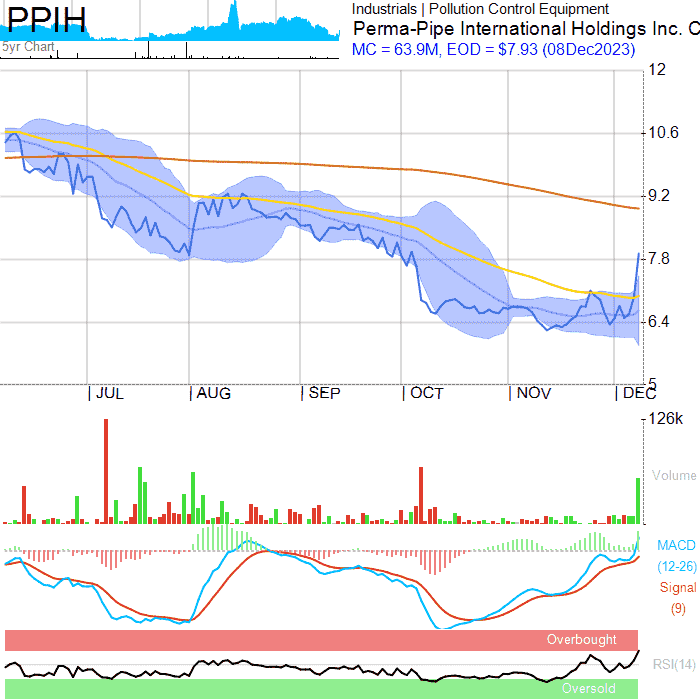 PPIH
5yr Chart
Industrials | Pollution Control Equipment
Perma-Pipe International Holdings Inc. C
MC = 63.9M, EOD = $7.93 (08Dec2023)
12
10.6
9.2
7.8
6.4
5
JUL AUG SEP OCT NOV DEC
126k
Volume
MACD
(12-26)
Signal
(9)
Overbought
RSI(14)
Oversold